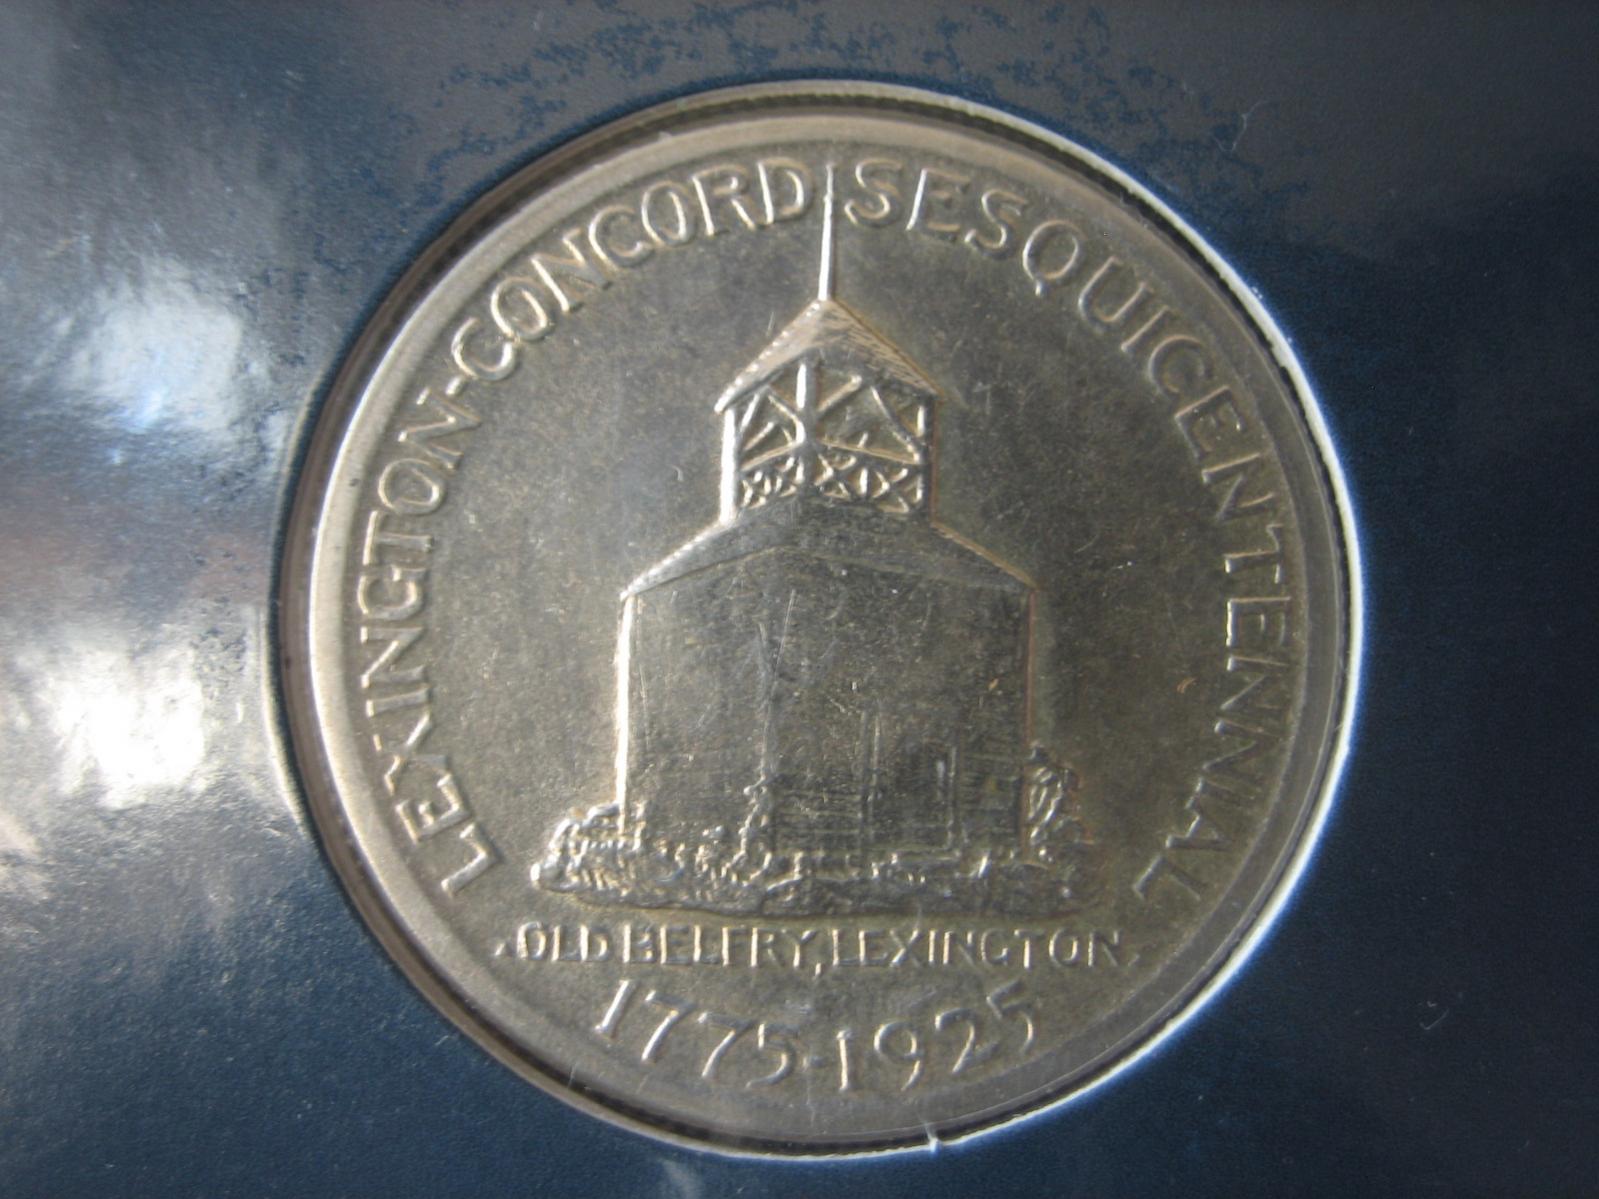 LEXINGTON-CONCORD SESQUICENTENNIAL
OLD BELFRY, LEXINGTON
1775-1925